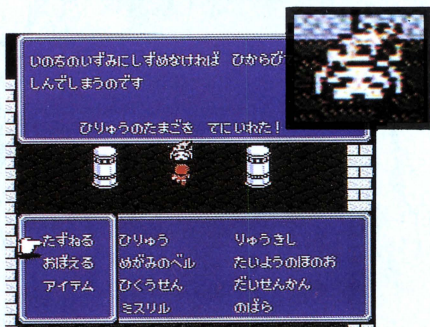 いのちのいずみにしずめなければ ひからび
しんでしまうのです
ひりゅうのたまごを てにいれた！
たずねる
おぼえる
アイテム
ひりゅう りゅうきし
めがみのベル たいようのほのお
ひくうせん だいせんかん
ミスリル のばら